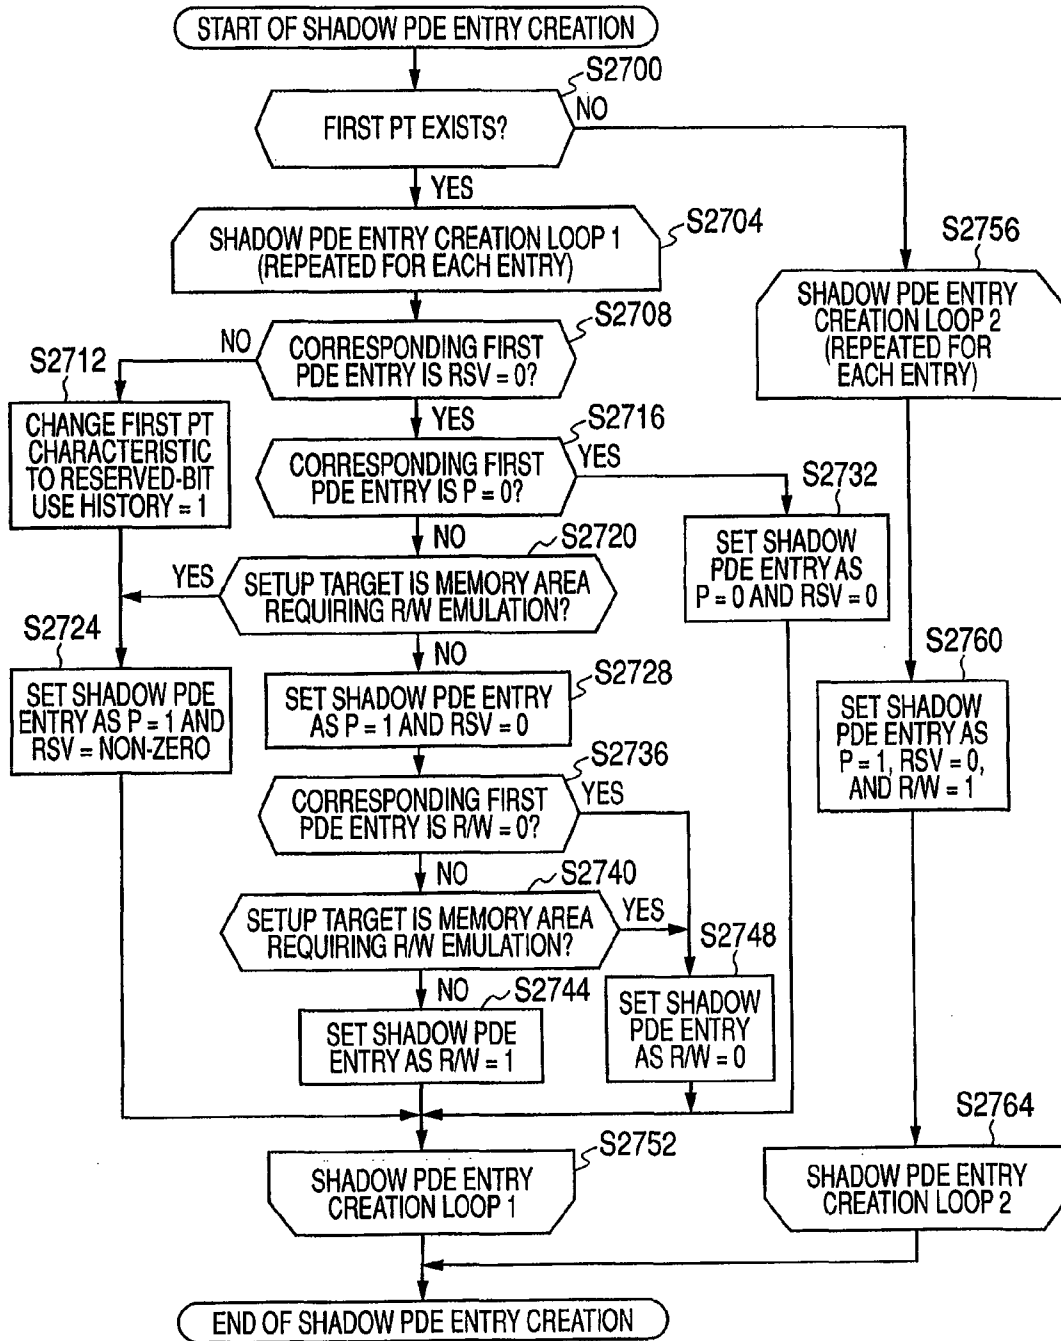 START OF SHADOW PDE ENTRY CREATION
S2700
FIRST PT EXISTS?
NO
YES
SHADOW PDE ENTRY CREATION LOOP 1
(REPEATED FOR EACH ENTRY)
S2704
S2756
SHADOW PDE ENTRY
CREATION LOOP 2
(REPEATED FOR
EACH ENTRY)
S2708
NO
CORRESPONDING FIRST
PDE ENTRY IS RSV = 0?
S2712
CHANGE FIRST PT
CHARACTERISTIC
TO RESERVED-BIT
USE HISTORY = 1
YES
S2716
CORRESPONDING FIRST
PDE ENTRY IS P = 0?
YES
S2732
SET SHADOW
PDE ENTRY AS
P = 0 AND RSV = 0
NO
S2720
YES
SETUP TARGET IS MEMORY AREA
REQUIRING R/W EMULATION?
S2724
SET SHADOW PDE
ENTRY AS P = 1 AND
RSV = NON-ZERO
NO
S2728
SET SHADOW PDE ENTRY
AS P = 1 AND RSV = 0
S2760
SET SHADOW
PDE ENTRY AS
P = 1, RSV = 0,
AND R/W = 1
S2736
CORRESPONDING FIRST
PDE ENTRY IS R/W = 0?
YES
NO
S2740
SETUP TARGET IS MEMORY AREA
REQUIRING R/W EMULATION?
YES
S2748
SET SHADOW
PDE ENTRY
AS R/W = 0
NO
S2744
SET SHADOW PDE
ENTRY AS R/W = 1
S2752
SHADOW PDE ENTRY
CREATION LOOP 1
S2764
SHADOW PDE ENTRY
CREATION LOOP 2
END OF SHADOW PDE ENTRY CREATION